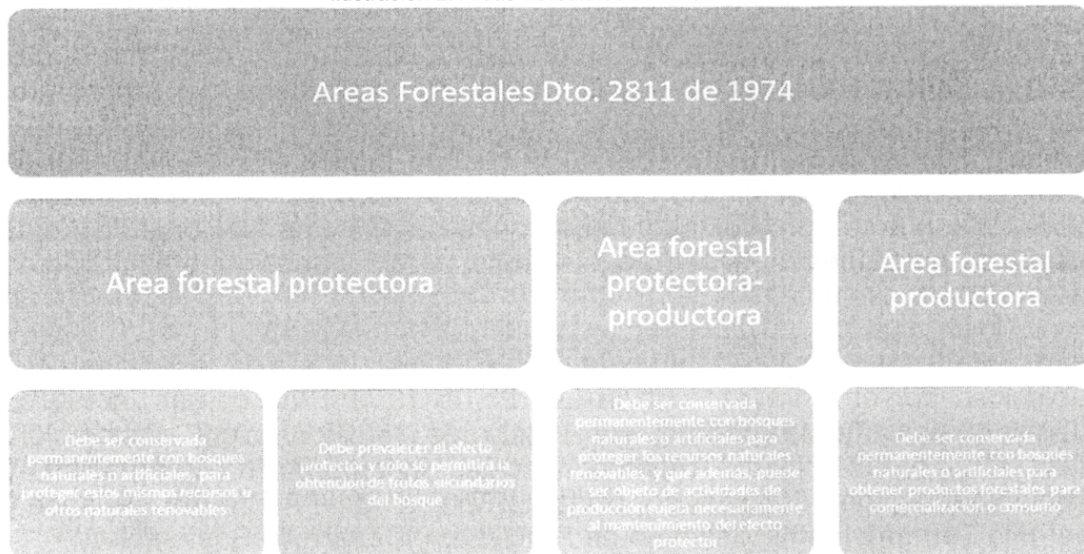 Areas Forestales Dto. 2811 de 1974
Area forestal protectora
Area forestal
protectora-
productora
Area forestal
productora
Debe ser conservada
permanentemente con bosques
naturales o artificiales, para
proteger estos mismos recursos u
otros naturales renovables
Debe prevalecer el efecto
protector y solo se permitirá la
obtención de frutos secundarios
del bosque
Debe ser conservada
permanentemente con bosques
naturales o artificiales para
proteger los recursos naturales
renovables, y que además, puede
ser objeto de actividades de
producción sujeta necesariamente
al mantenimiento del efecto
protector
Debe ser conservada
permanentemente con bosques
naturales o artificiales para
obtener productos forestales para
comercialización o consumo